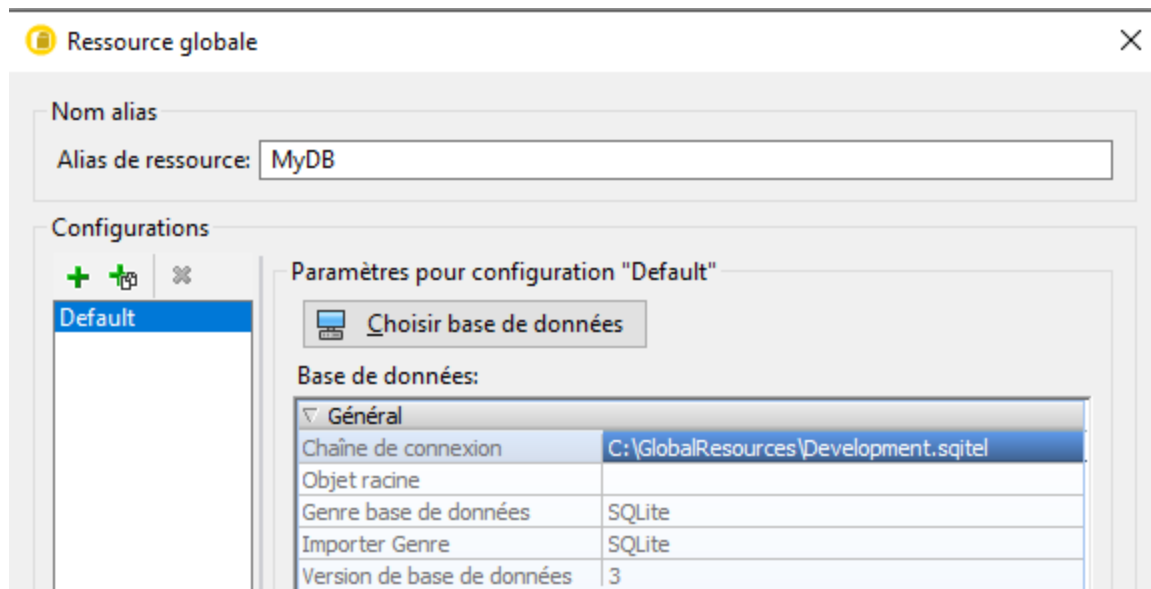 Ressource globale
Nom alias
Alias de ressource: MyDB
Configurations
Default
Paramètres pour configuration "Default"
Choisir base de données
Base de données:
Général
Chaîne de connexion C:\GlobalResources\Development.sqitel
Objet racine
Genre base de données SQLite
Importer Genre SQLite
Version de base de données 3